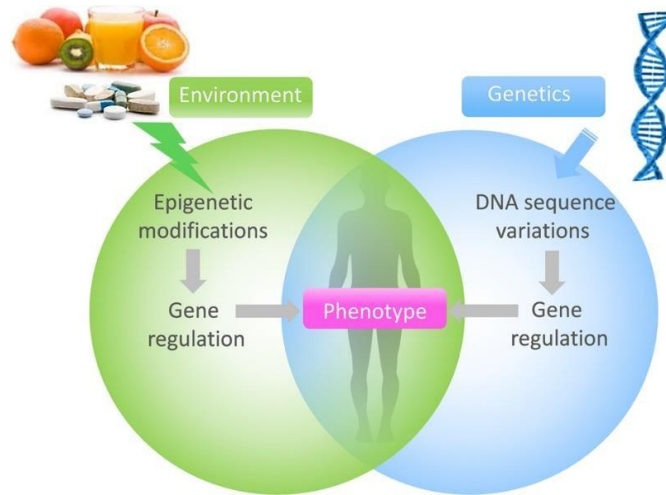 Environment
Genetics
Epigenetic
modifications
DNA sequence
variations
Gene
regulation
Phenotype
Gene
regulation